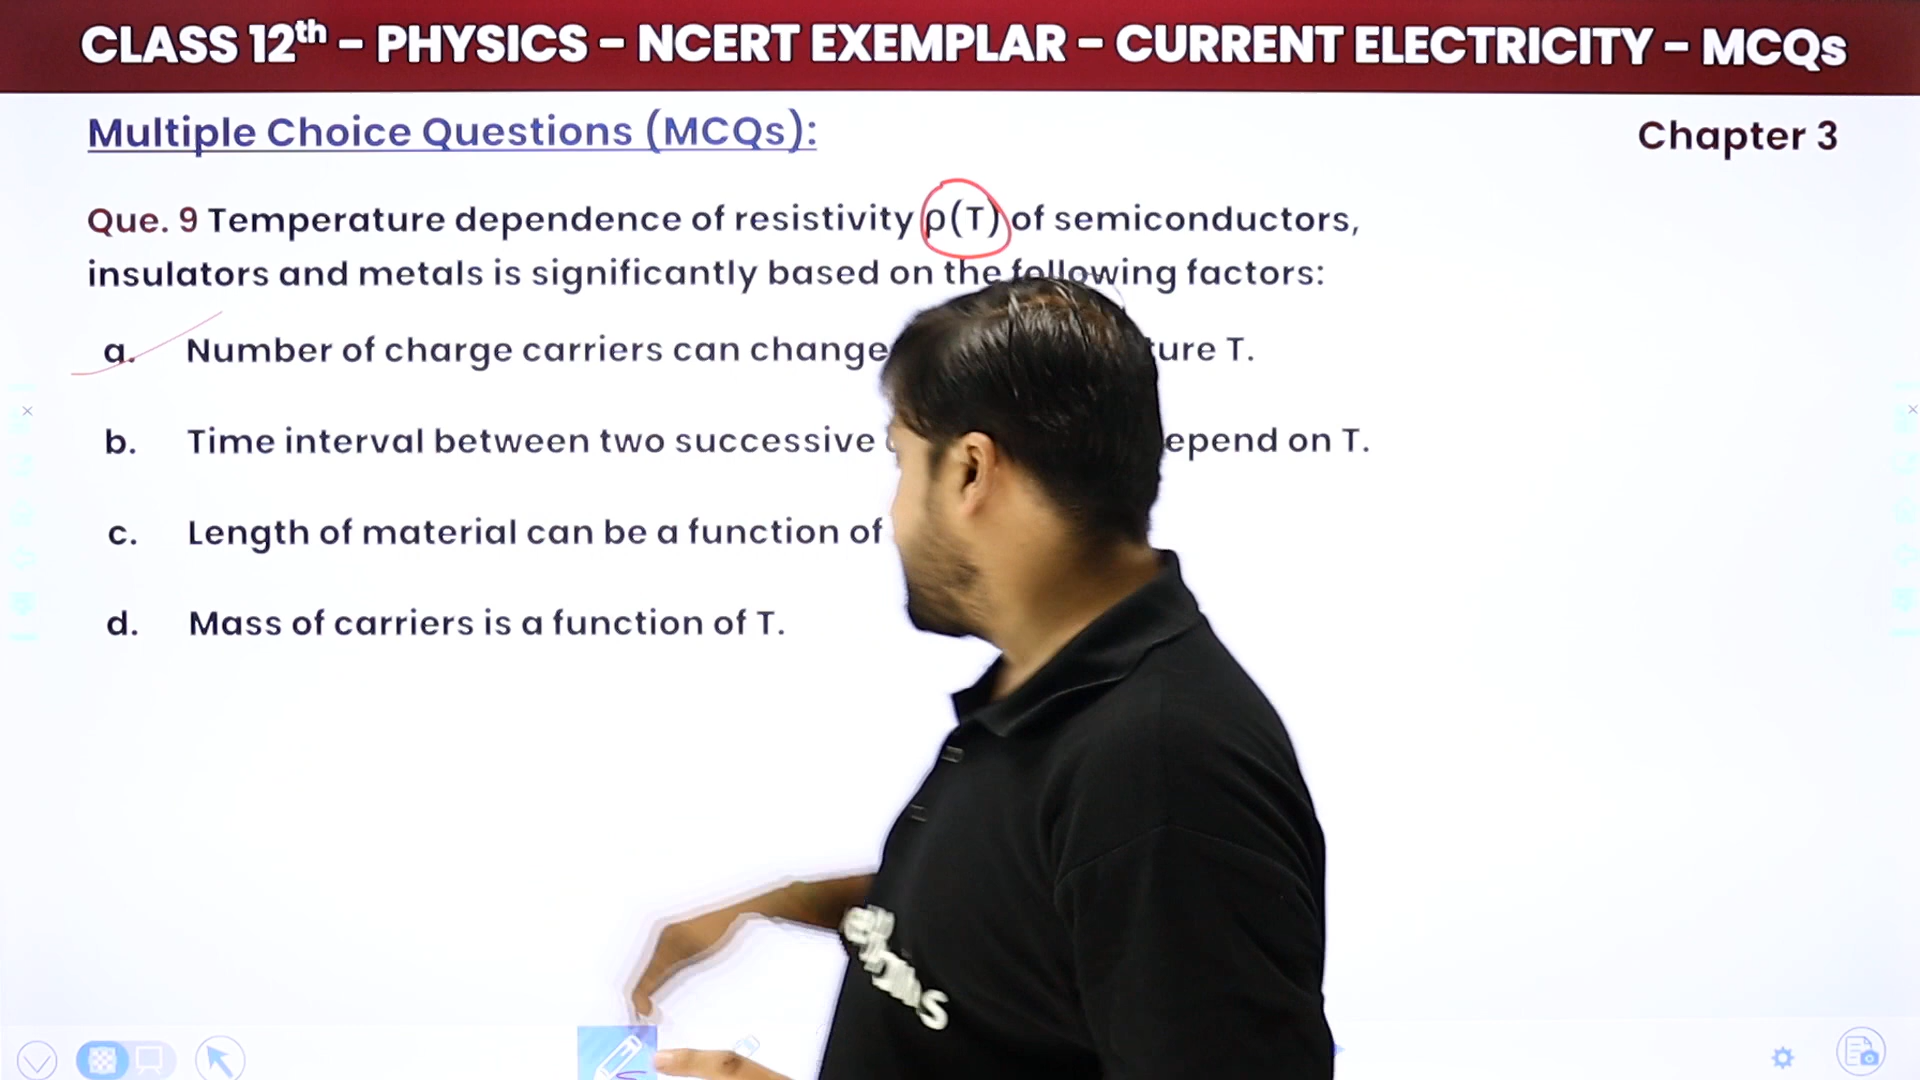 CLASS 12th – PHYSICS – NCERT EXEMPLAR – CURRENT ELECTRICITY – MCQs
Multiple Choice Questions (MCQs):
Chapter 3
Que. 9 Temperature dependence of resistivity ρ(T) of semiconductors,
insulators and metals is significantly based on the following factors:
a. Number of charge carriers can change T.
b. Time interval between two successive on T.
c. Length of material can be a function of
d. Mass of carriers is a function of T.